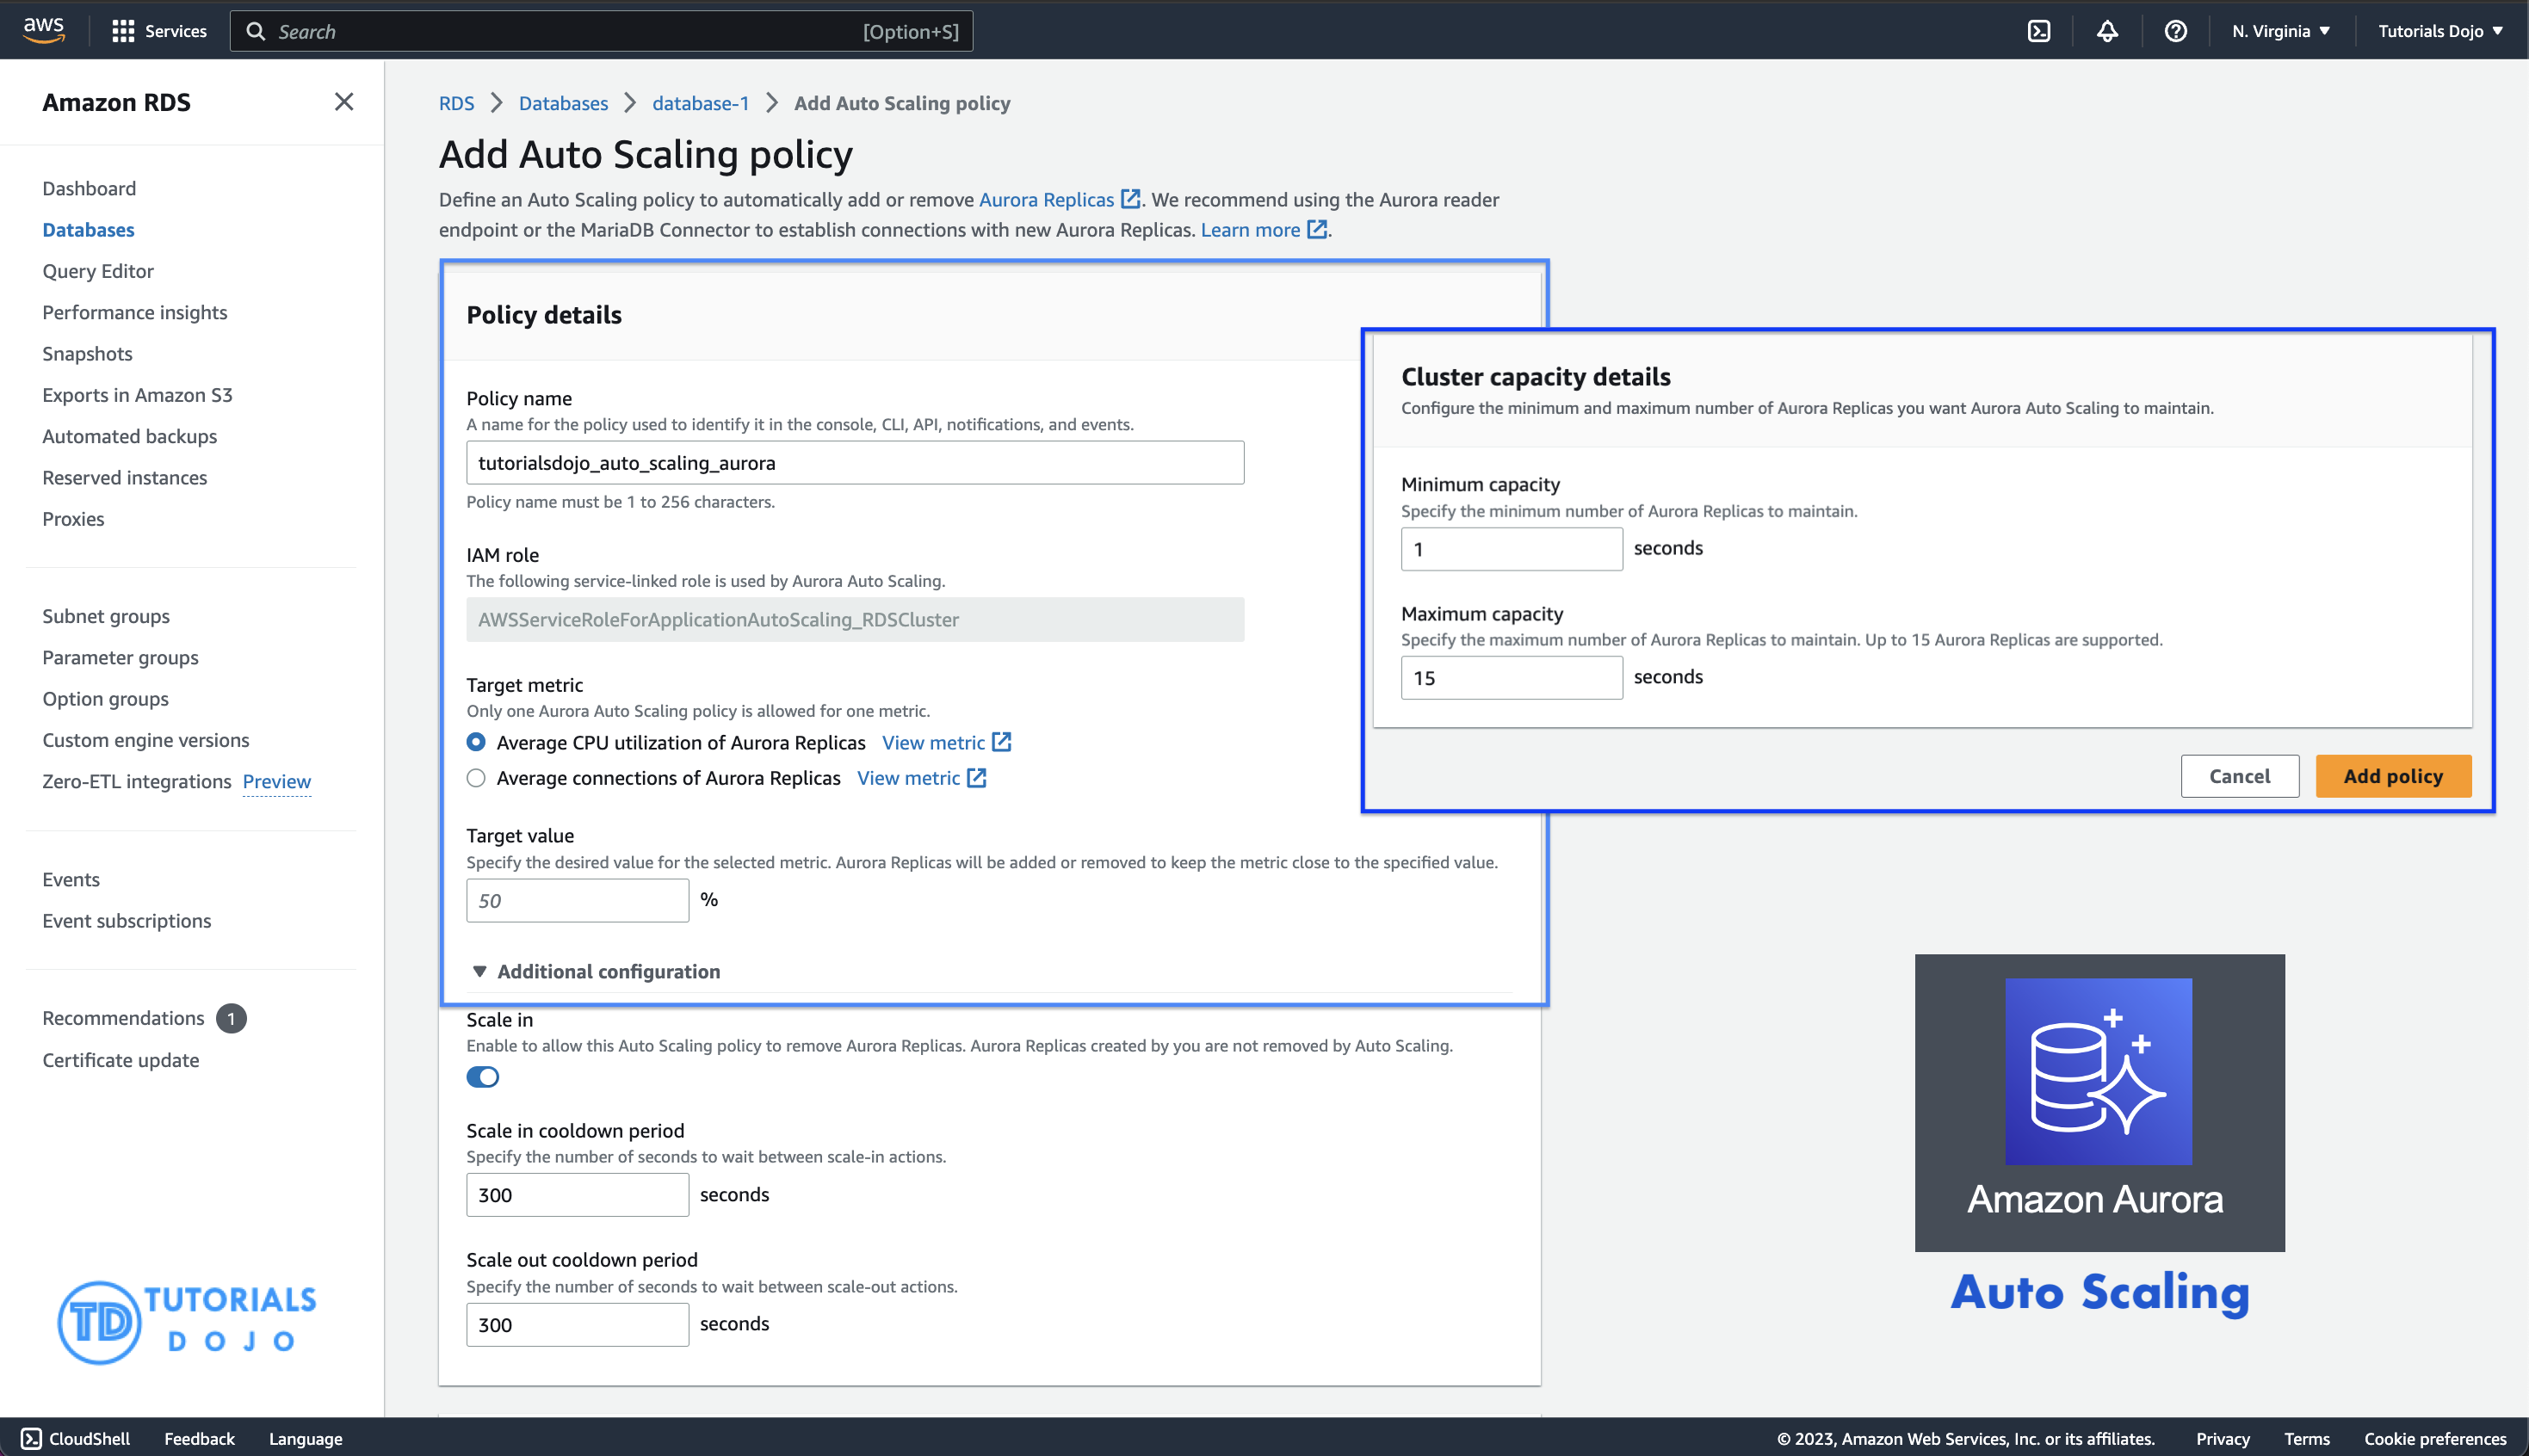 aws
Services
Search
[Option+S]
N. Virginia
Tutorials Dojo
Amazon RDS
Dashboard
Databases
Query Editor
Performance insights
Snapshots
Exports in Amazon S3
Automated backups
Reserved instances
Proxies
Subnet groups
Parameter groups
Option groups
Custom engine versions
Zero-ETL integrations Preview
Events
Event subscriptions
Recommendations 1
Certificate update
TD TUTORIALS
DOJO
RDS > Databases > database-1 > Add Auto Scaling policy
Add Auto Scaling policy
Define an Auto Scaling policy to automatically add or remove Aurora Replicas. We recommend using the Aurora reader
endpoint or the MariaDB Connector to establish connections with new Aurora Replicas. Learn more.
Policy details
Policy name
A name for the policy used to identify it in the console, CLI, API, notifications, and events.
tutorialsdojo_auto_scaling_aurora
Policy name must be 1 to 256 characters.
IAM role
The following service-linked role is used by Aurora Auto Scaling.
AWSServiceRoleForApplicationAutoScaling_RDSCluster
Target metric
Only one Aurora Auto Scaling policy is allowed for one metric.
Average CPU utilization of Aurora Replicas View metric
Average connections of Aurora Replicas View metric
Target value
Specify the desired value for the selected metric. Aurora Replicas will be added or removed to keep the metric close to the specified value.
50 %
Additional configuration
Scale in
Enable to allow this Auto Scaling policy to remove Aurora Replicas. Aurora Replicas created by you are not removed by Auto Scaling.
Scale in cooldown period
Specify the number of seconds to wait between scale-in actions.
300 seconds
Scale out cooldown period
Specify the number of seconds to wait between scale-out actions.
300 seconds
Cluster capacity details
Configure the minimum and maximum number of Aurora Replicas you want Aurora Auto Scaling to maintain.
Minimum capacity
Specify the minimum number of Aurora Replicas to maintain.
1 seconds
Maximum capacity
Specify the maximum number of Aurora Replicas to maintain. Up to 15 Aurora Replicas are supported.
15 seconds
Cancel
Add policy
Amazon Aurora
Auto Scaling
CloudShell
Feedback
Language
© 2023, Amazon Web Services, Inc. or its affiliates.
Privacy
Terms
Cookie preferences